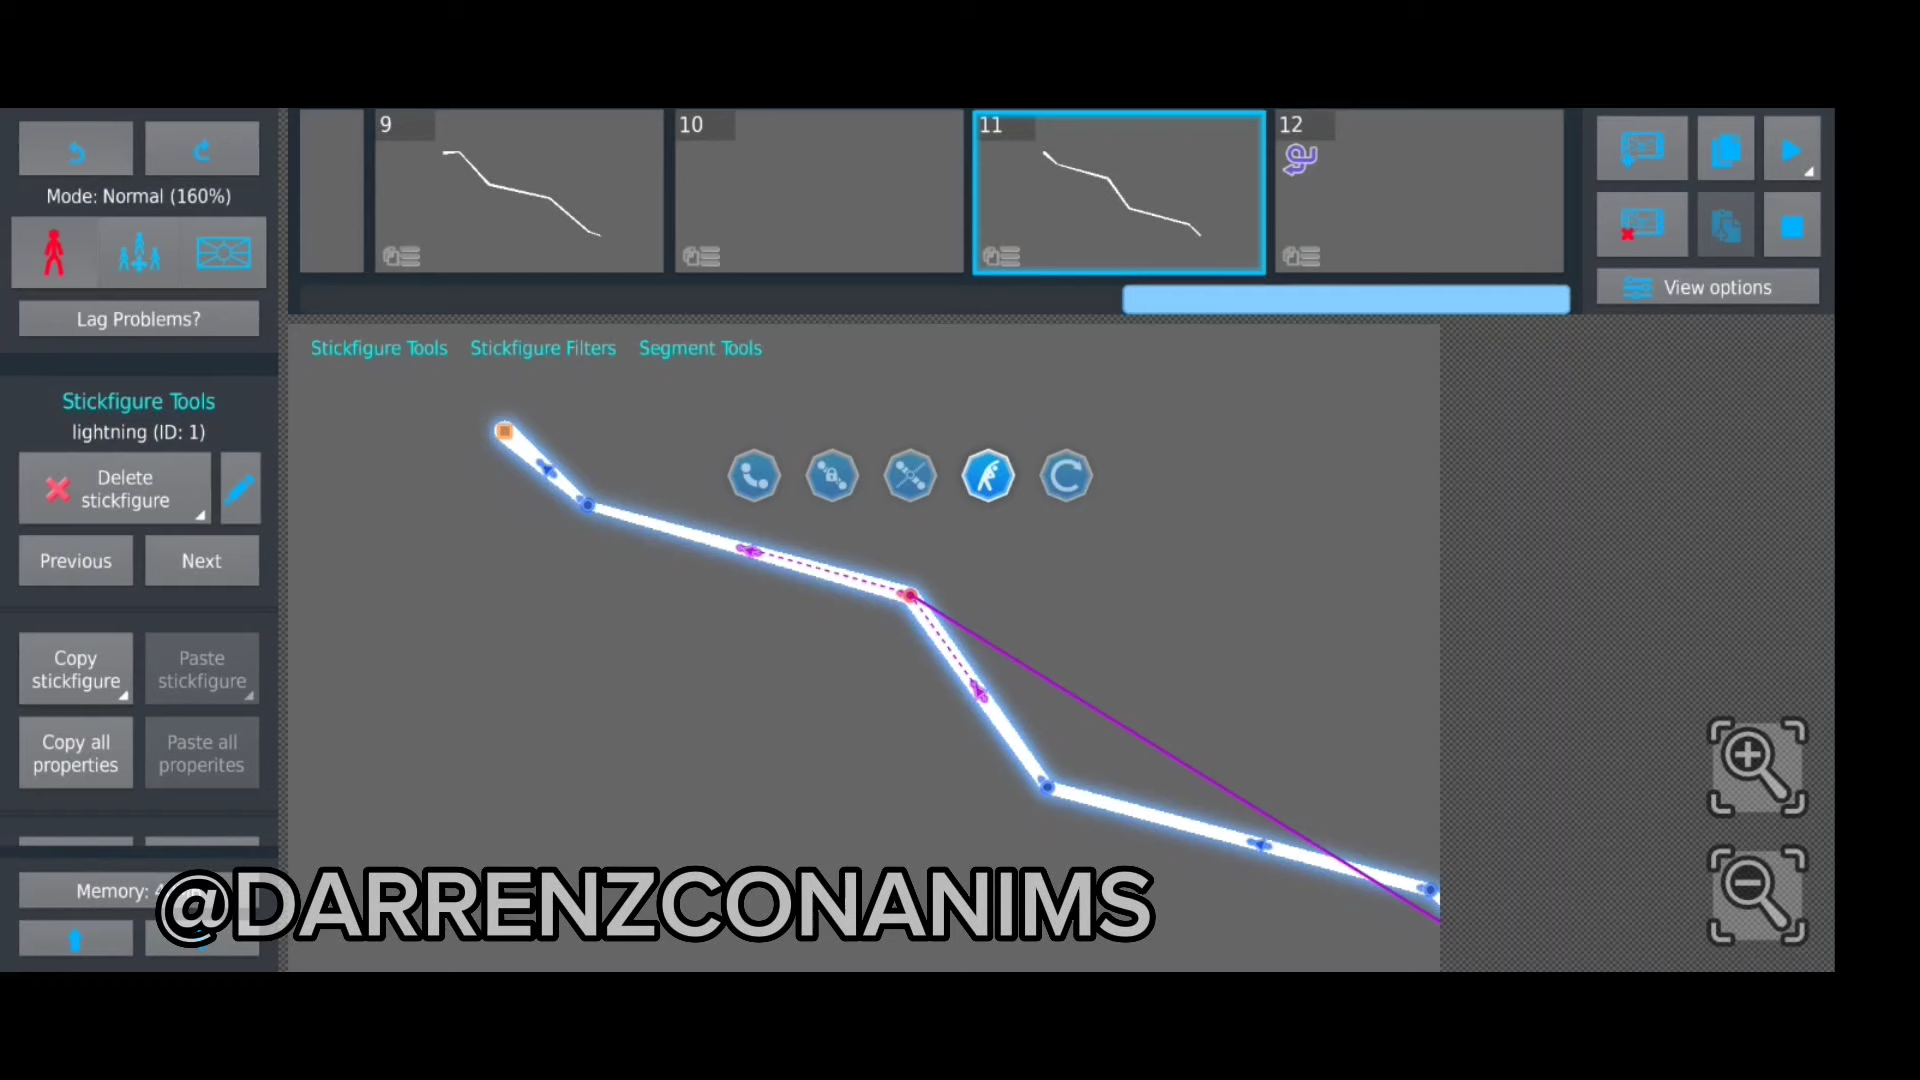 9
10
11
12
Mode: Normal (160%)
Lag Problems?
View options
Stickfigure Tools Stickfigure Filters Segment Tools
Stickfigure Tools
lightning (ID: 1)
Delete
stickfigure
Previous
Next
Copy
stickfigure
Paste
stickfigure
Copy all
properties
Paste all
properites
Memory:
@DARRENZCONANIMS